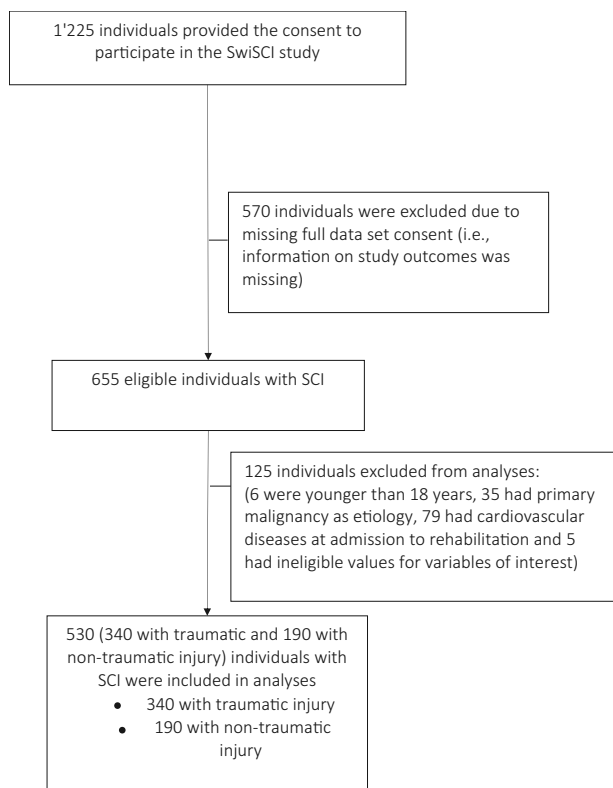 1'225 individuals provided the consent to
participate in the SwiSCI study
570 individuals were excluded due to
missing full data set consent (i.e.,
information on study outcomes was
missing)
655 eligible individuals with SCI
125 individuals excluded from analyses:
(6 were younger than 18 years, 35 had primary
malignancy as etiology, 79 had cardiovascular
diseases at admission to rehabilitation and 5
had ineligible values for variables of interest)
530 (340 with traumatic and 190 with
non-traumatic injury) individuals with
SCI were included in analyses
● 340 with traumatic injury
● 190 with non-traumatic
injury